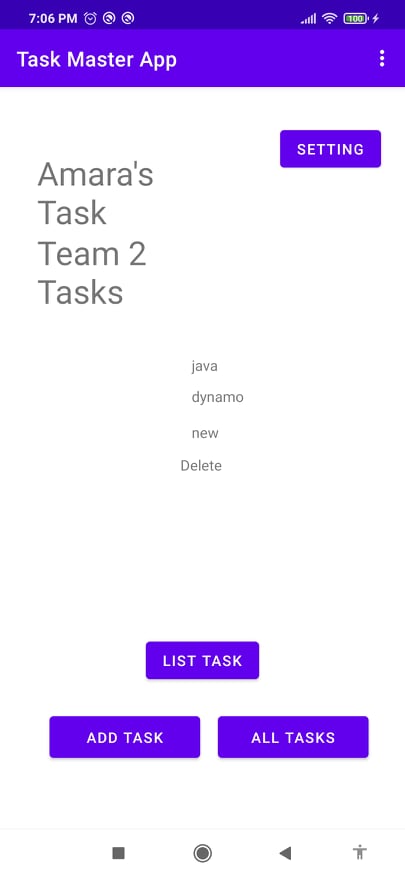 7:06 PM
100
Task Master App
SETTING
Amara's
Task
Team 2
Tasks
java
dynamo
new
Delete
LIST TASK
ADD TASK
ALL TASKS